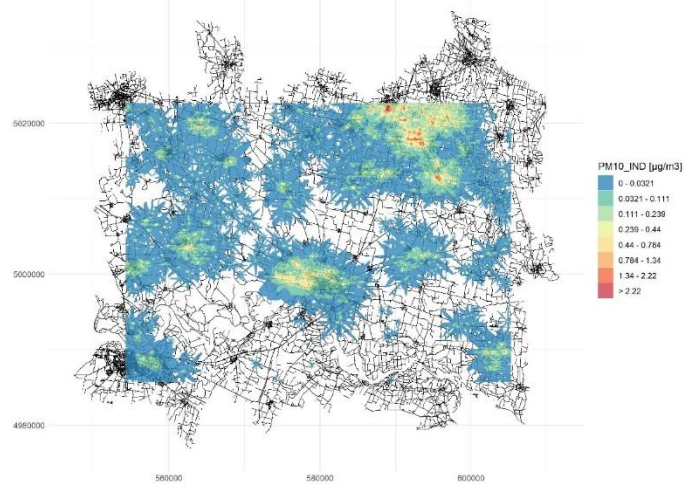 5020000
5000000
4980000
560000
580000
600000
PM10_IND [µg/m3]
0 - 0.0321
0.0321 - 0.111
0.111 - 0.239
0.239 - 0.44
0.44 - 0.784
0.784 - 1.34
1.34 - 2.22
> 2.22